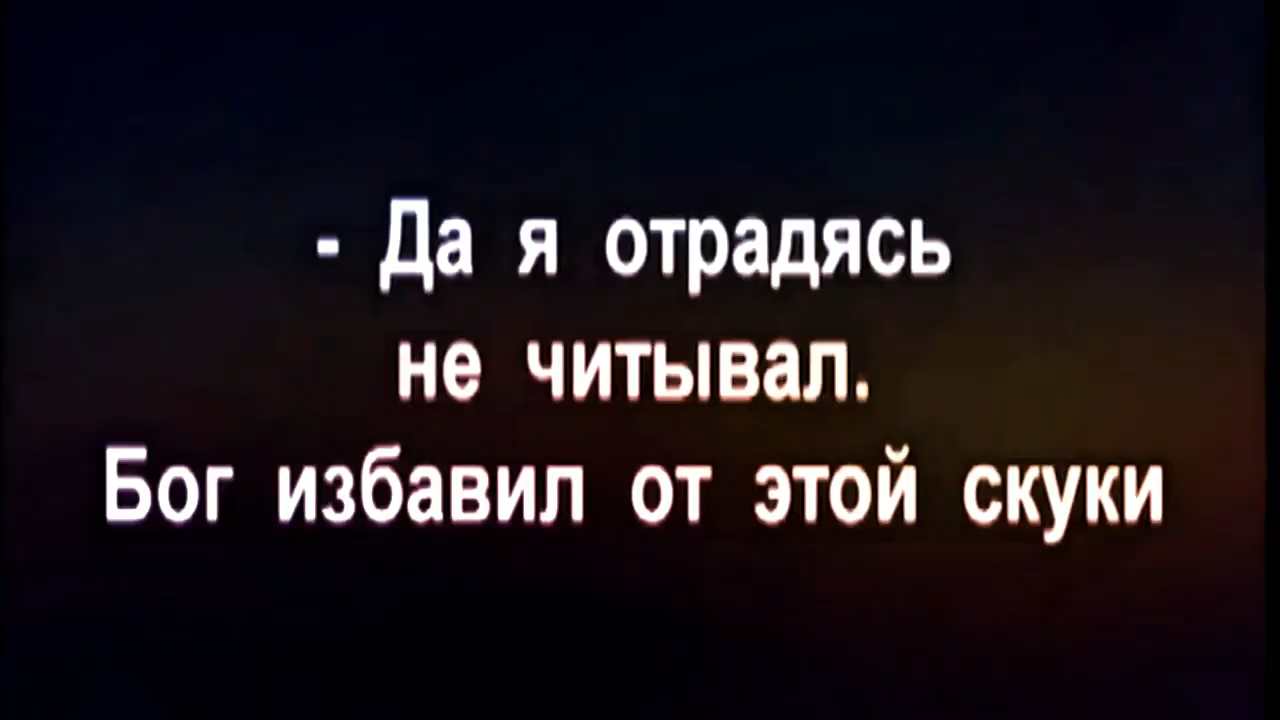 - Да я отрадясь
не читывал.
Бог избавил от этой скуки